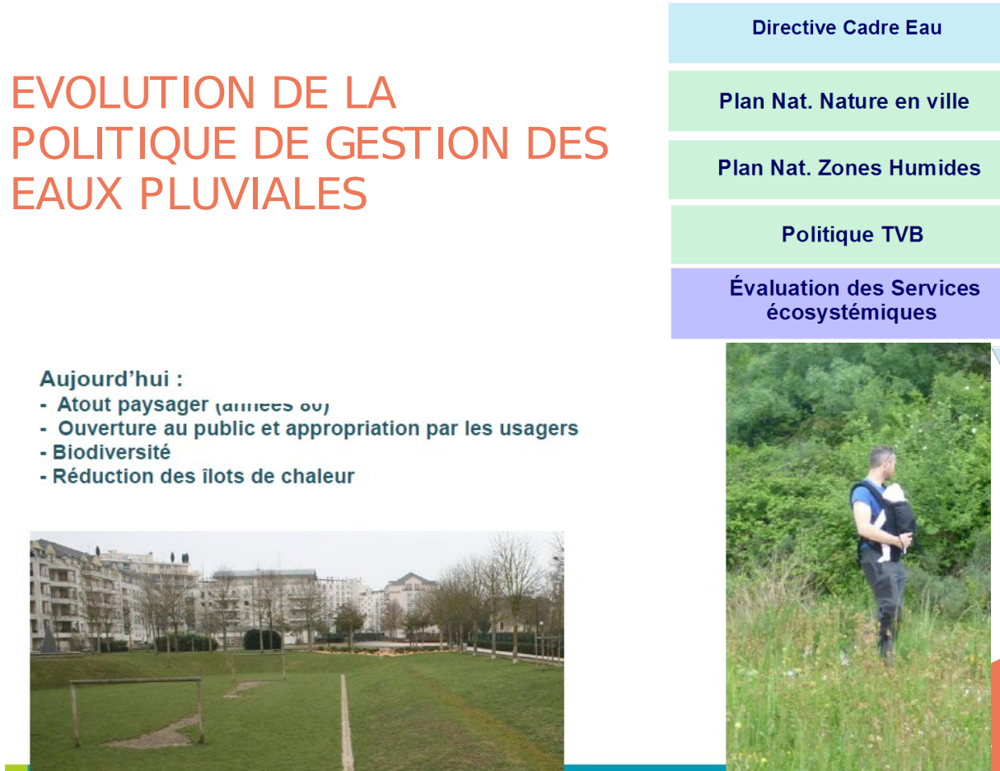 EVOLUTION DE LA
POLITIQUE DE GESTION DES
EAUX PLUVIALES
Directive Cadre Eau
Plan Nat. Nature en ville
Plan Nat. Zones Humides
Politique TVB
Évaluation des Services
écosystémiques
Aujourd'hui :
- Atout paysager (années 80)
- Ouverture au public et appropriation par les usagers
- Biodiversité
- Réduction des îlots de chaleur